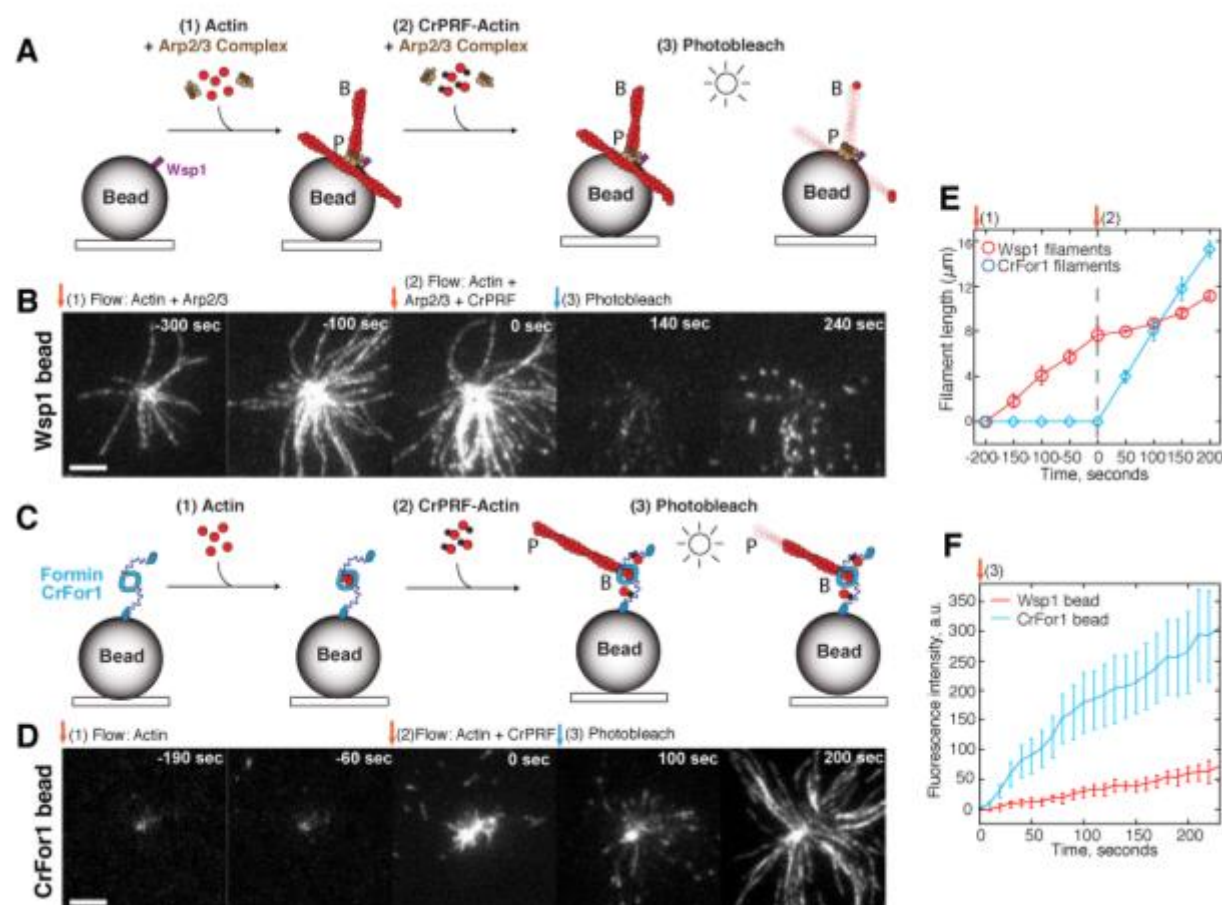 A
(1) Actin
+ Arp2/3 Complex
(2) CrPRF-Actin
+ Arp2/3 Complex
(3) Photobleach
B
P
Wsp1
Bead
Bead
B
P
Bead
B
P
Bead
B
Wsp1 bead
(1) Flow: Actin + Arp2/3
(2) Flow: Actin +
Arp2/3 + CrPRF
(3) Photobleach
-300 sec
-100 sec
0 sec
140 sec
240 sec
C
(1) Actin
(2) CrPRF-Actin
(3) Photobleach
Formin
CrFor1
P
B
P
B
Bead
Bead
Bead
Bead
D
CrFor1 bead
(1) Flow: Actin
(2)Flow: Actin + CrPRF
(3) Photobleach
-190 sec
-60 sec
0 sec
100 sec
200 sec
E
(1)
(2)
Wsp1 filaments
CrFor1 filaments
Filament length (μm)
16
12
8
4
0
-200 -150 -100 -50 0 50 100 150 200
Time, seconds
F
(3)
Wsp1 bead
CrFor1 bead
Fluorescence intensity, a.u.
350
300
250
200
150
100
50
0
0 50 100 150 200
Time, seconds